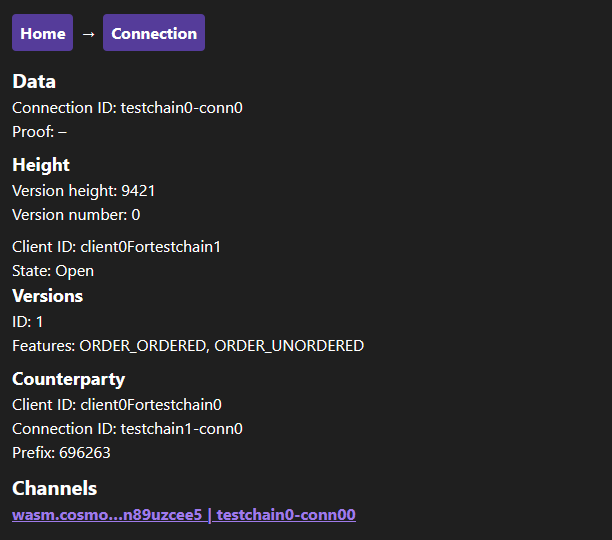 Home → Connection
Data
Connection ID: testchain0-conn0
Proof: –
Height
Version height: 9421
Version number: 0
Client ID: client0Fortestchain1
State: Open
Versions
ID: 1
Features: ORDER_ORDERED, ORDER_UNORDERED
Counterparty
Client ID: client0Fortestchain0
Connection ID: testchain1-conn0
Prefix: 696263
Channels
wasm.cosmo...n89uzcee5 | testchain0-conn00